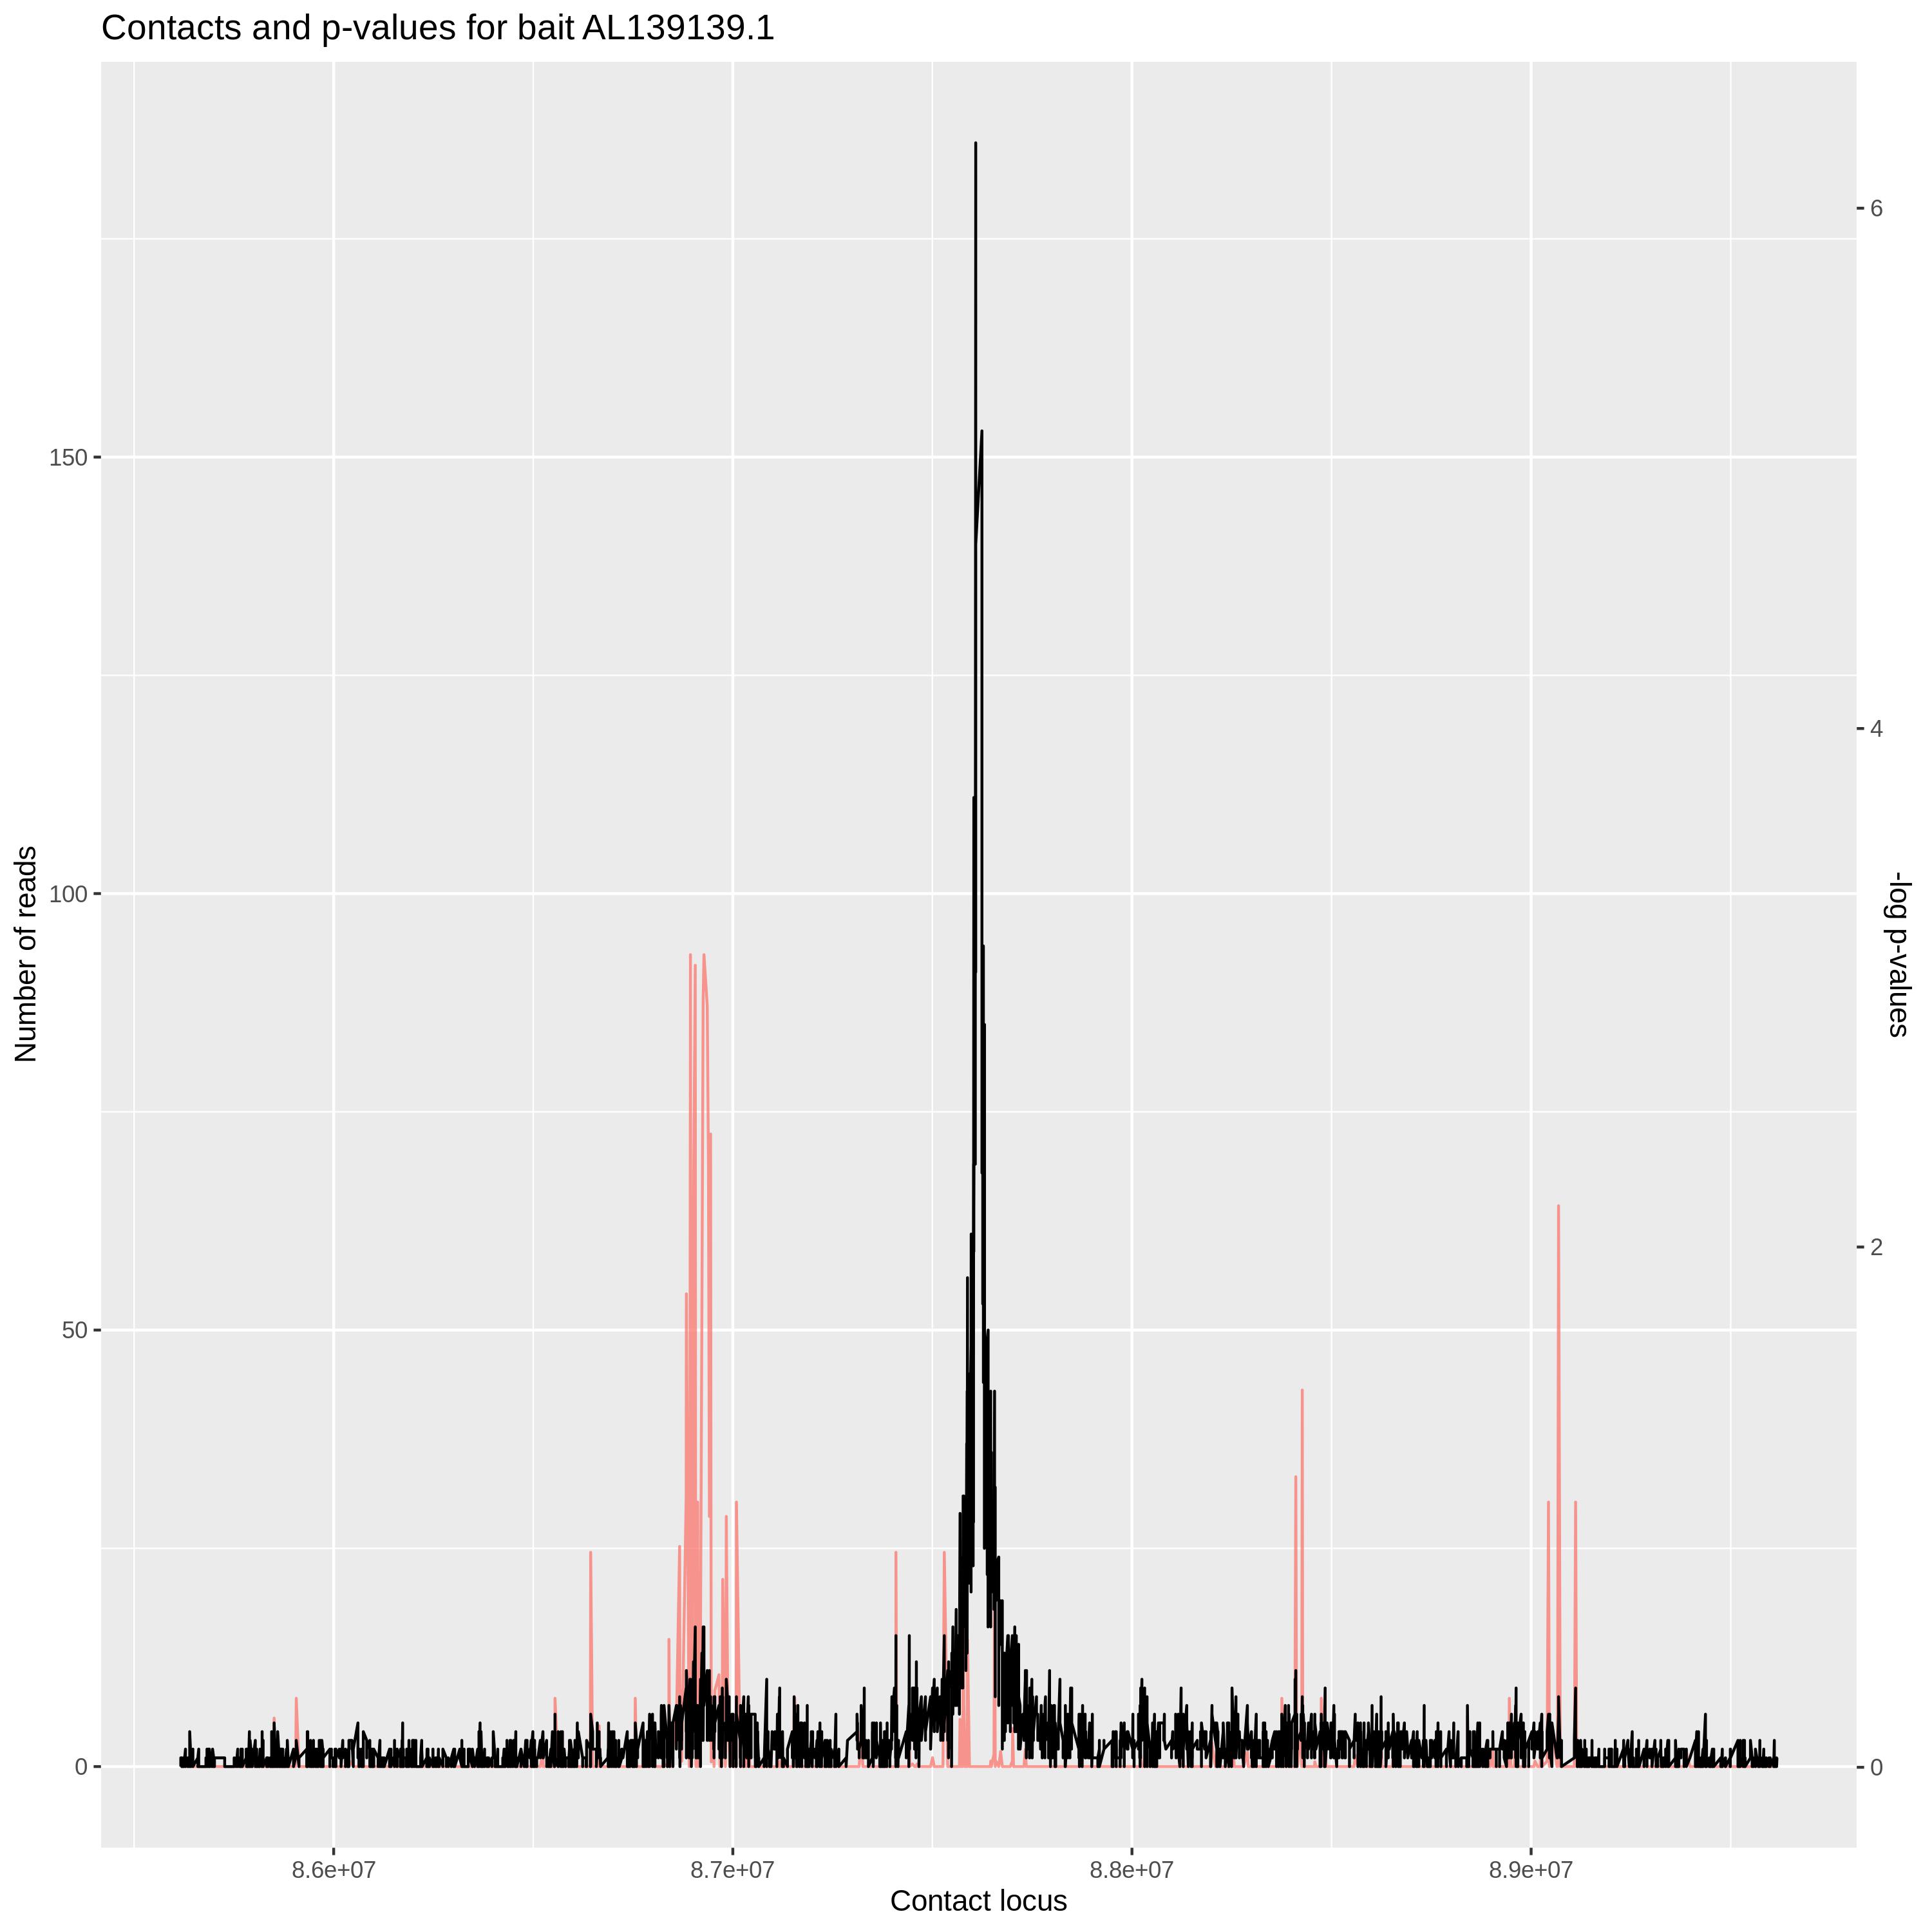 Contacts and p-values for bait AL139139.1
150
100
50
0
Number of reads
6
4
2
0
-log p-values
8.6e+07
8.7e+07
8.8e+07
8.9e+07
Contact locus